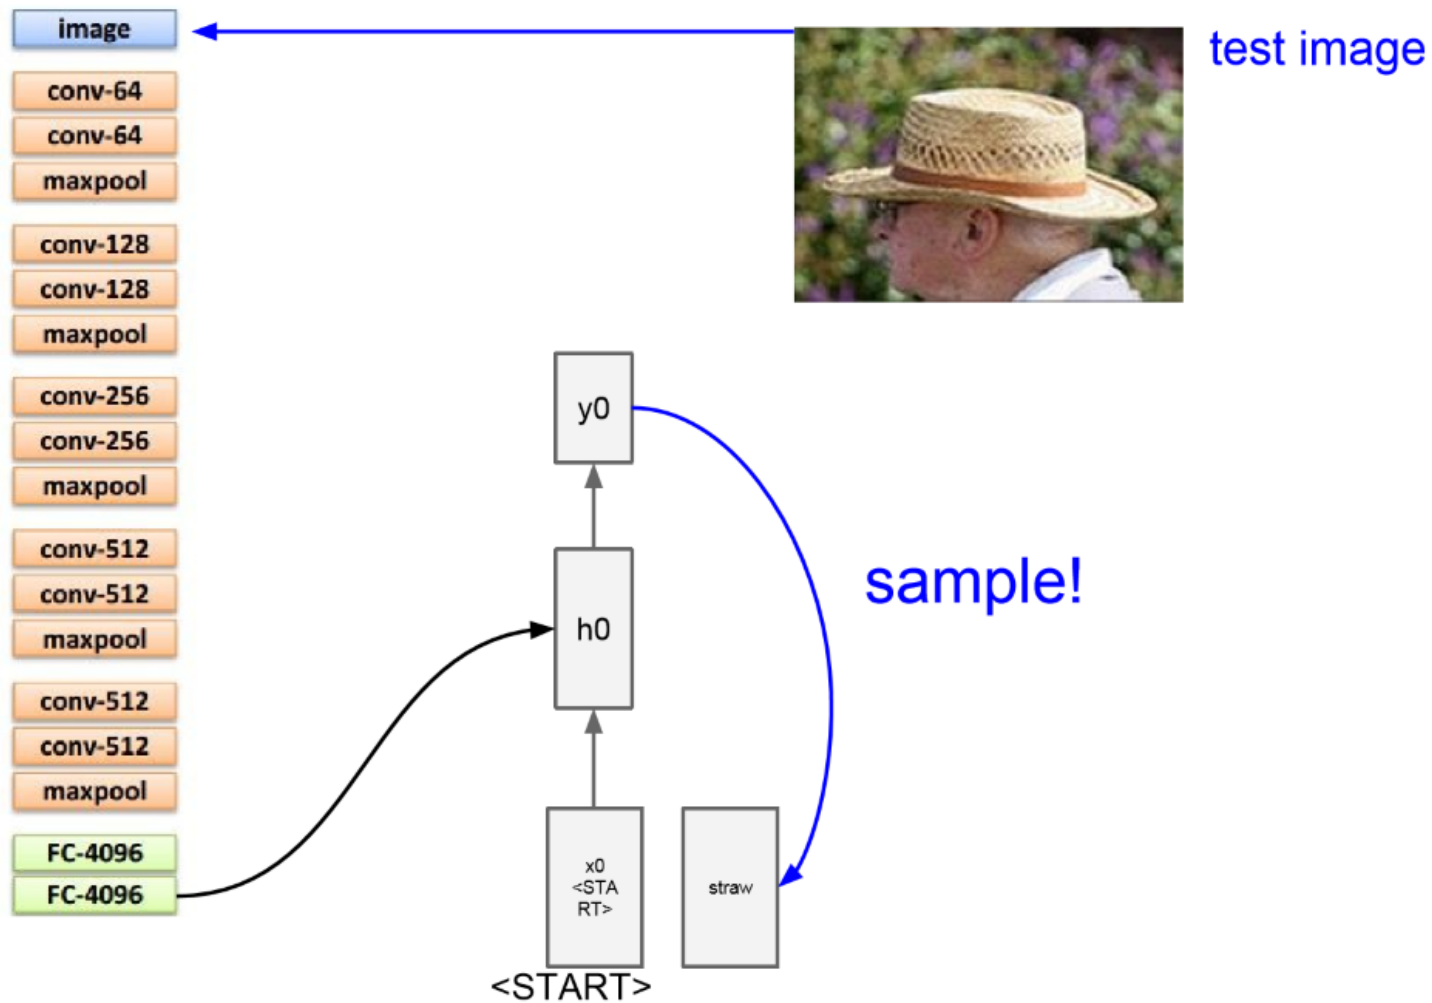 image
test image
conv-64
conv-64
maxpool
conv-128
conv-128
maxpool
conv-256
conv-256
maxpool
conv-512
conv-512
maxpool
conv-512
conv-512
maxpool
FC-4096
FC-4096
y0
sample!
h0
x0
<STA
RT>
straw
<START>